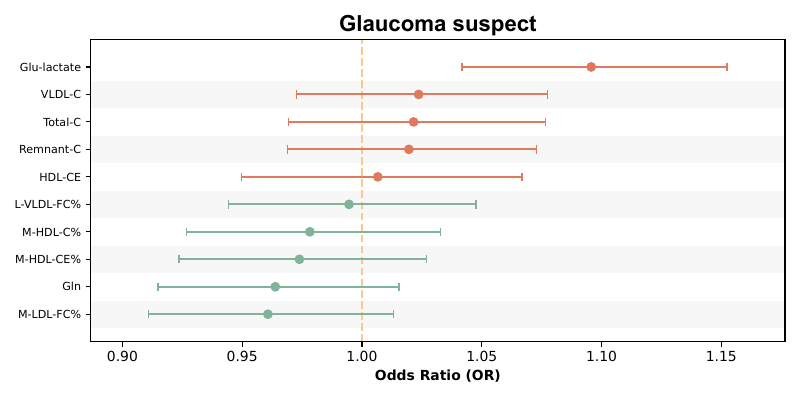 Glaucoma suspect
Glu-lactate
VLDL-C
Total-C
Remnant-C
HDL-CE
L-VLDL-FC%
M-HDL-C%
M-HDL-CE%
Gln
M-LDL-FC%
0.90 0.95 1.00 1.05 1.10 1.15
Odds Ratio (OR)